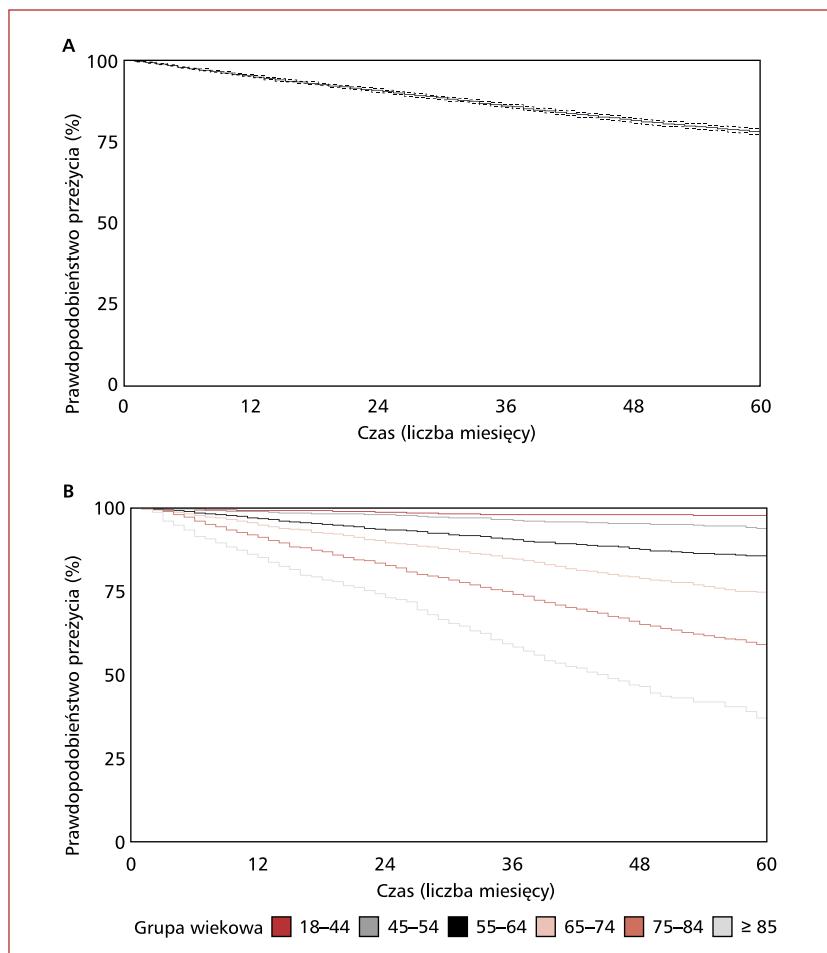 A
Prawdopodobieństwo przeżycia (%)
100
75
50
25
0
0 12 24 36 48 60
Czas (liczba miesięcy)
B
Prawdopodobieństwo przeżycia (%)
100
75
50
25
0
0 12 24 36 48 60
Czas (liczba miesięcy)
Grupa wiekowa 18–44 45–54 55–64 65–74 75–84 ≥ 85